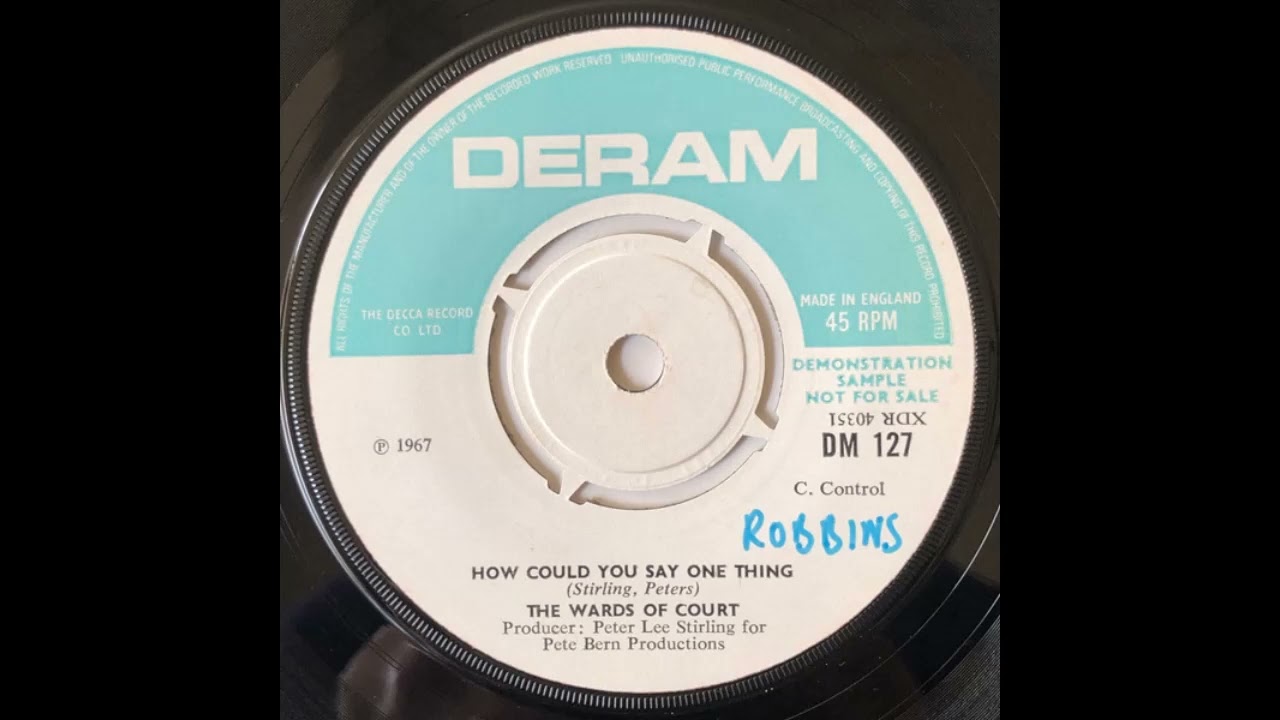 ALL RIGHTS OF THE MANUFACTURER AND OF THE OWNER OF THE RECORDED WORK RESERVED UNAUTHORISED PUBLIC PERFORMANCE BROADCASTING AND COPYING OF THIS RECORD PROHIBITED
DERAM
THE DECCA RECORD
CO. LTD.
MADE IN ENGLAND
45 RPM
DEMONSTRATION
SAMPLE
NOT FOR SALE
XDR 40351
℗ 1967
DM 127
C. Control
ROBBINS
HOW COULD YOU SAY ONE THING
(Stirling, Peters)
THE WARDS OF COURT
Producer: Peter Lee Stirling for
Pete Bern Productions